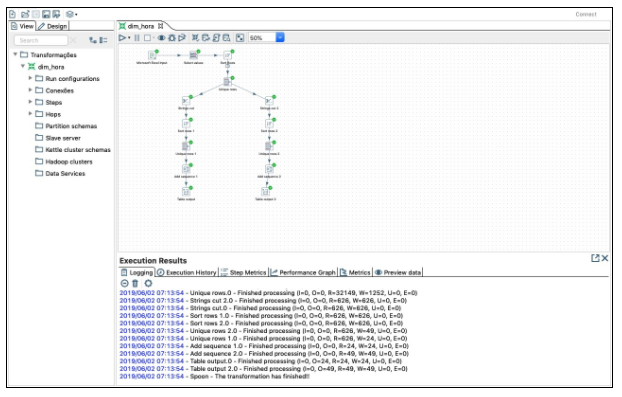 Connect
View Design
dim_hora
Search
50%
Transformações
dim_hora
Run configurations
Conexões
Steps
Hops
Partition schemas
Slave server
Kettle cluster schemas
Hadoop clusters
Data Services
Microsoft Excel Input
Select values
Sort rows
Unique rows
Strings cut
Strings cut 2
Sort rows 1
Sort rows 2
Unique rows 1
Unique rows 2
Add sequence 1
Add sequence 2
Table output
Table output 2
Execution Results
Logging Execution History Step Metrics Performance Graph Metrics Preview data
2019/06/02 07:13:54 - Unique rows.0 - Finished processing (I=0, O=0, R=32149, W=1252, U=0, E=0)
2019/06/02 07:13:54 - Strings cut 2.0 - Finished processing (I=0, O=0, R=626, W=626, U=0, E=0)
2019/06/02 07:13:54 - Strings cut.0 - Finished processing (I=0, O=0, R=626, W=626, U=0, E=0)
2019/06/02 07:13:54 - Sort rows 1.0 - Finished processing (I=0, O=0, R=626, W=626, U=0, E=0)
2019/06/02 07:13:54 - Sort rows 2.0 - Finished processing (I=0, O=0, R=626, W=626, U=0, E=0)
2019/06/02 07:13:54 - Unique rows 2.0 - Finished processing (I=0, O=0, R=626, W=49, U=0, E=0)
2019/06/02 07:13:54 - Unique rows 1.0 - Finished processing (I=0, O=0, R=626, W=24, U=0, E=0)
2019/06/02 07:13:54 - Add sequence 1.0 - Finished processing (I=0, O=0, R=24, W=24, U=0, E=0)
2019/06/02 07:13:54 - Add sequence 2.0 - Finished processing (I=0, O=0, R=49, W=49, U=0, E=0)
2019/06/02 07:13:54 - Table output.0 - Finished processing (I=0, O=24, R=24, W=24, U=0, E=0)
2019/06/02 07:13:54 - Table output 2.0 - Finished processing (I=0, O=49, R=49, W=49, U=0, E=0)
2019/06/02 07:13:54 - Spoon - The transformation has finished!!